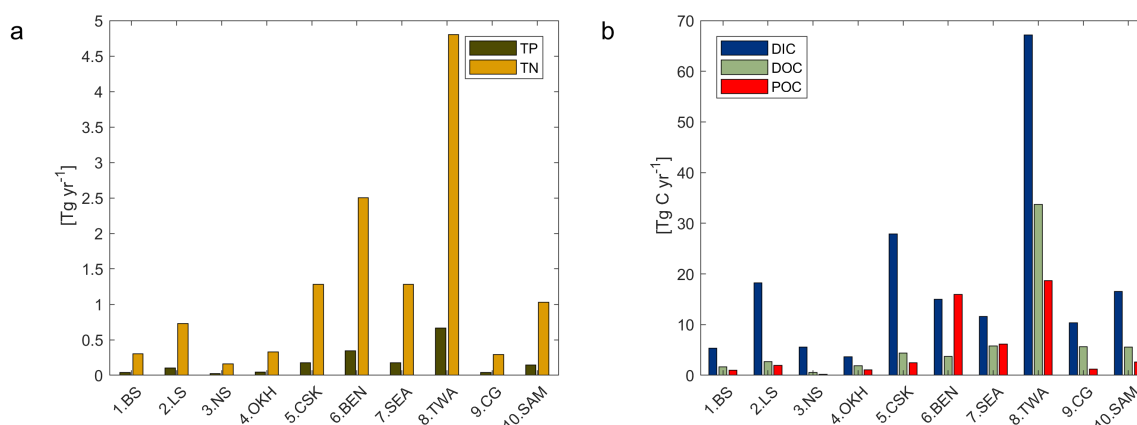 a
[Tg yr-1]
5
4.5
4
3.5
3
2.5
2
1.5
1
0.5
0
TP
TN
1.BS
2.LS
3.NS
4.OKH
5.CSK
6.BEN
7.SEA
8.TWA
9.CG
10.SAM
b
[Tg C yr-1]
70
60
50
40
30
20
10
0
DIC
DOC
POC
1.BS
2.LS
3.NS
4.OKH
5.CSK
6.BEN
7.SEA
8.TWA
9.CG
10.SAM